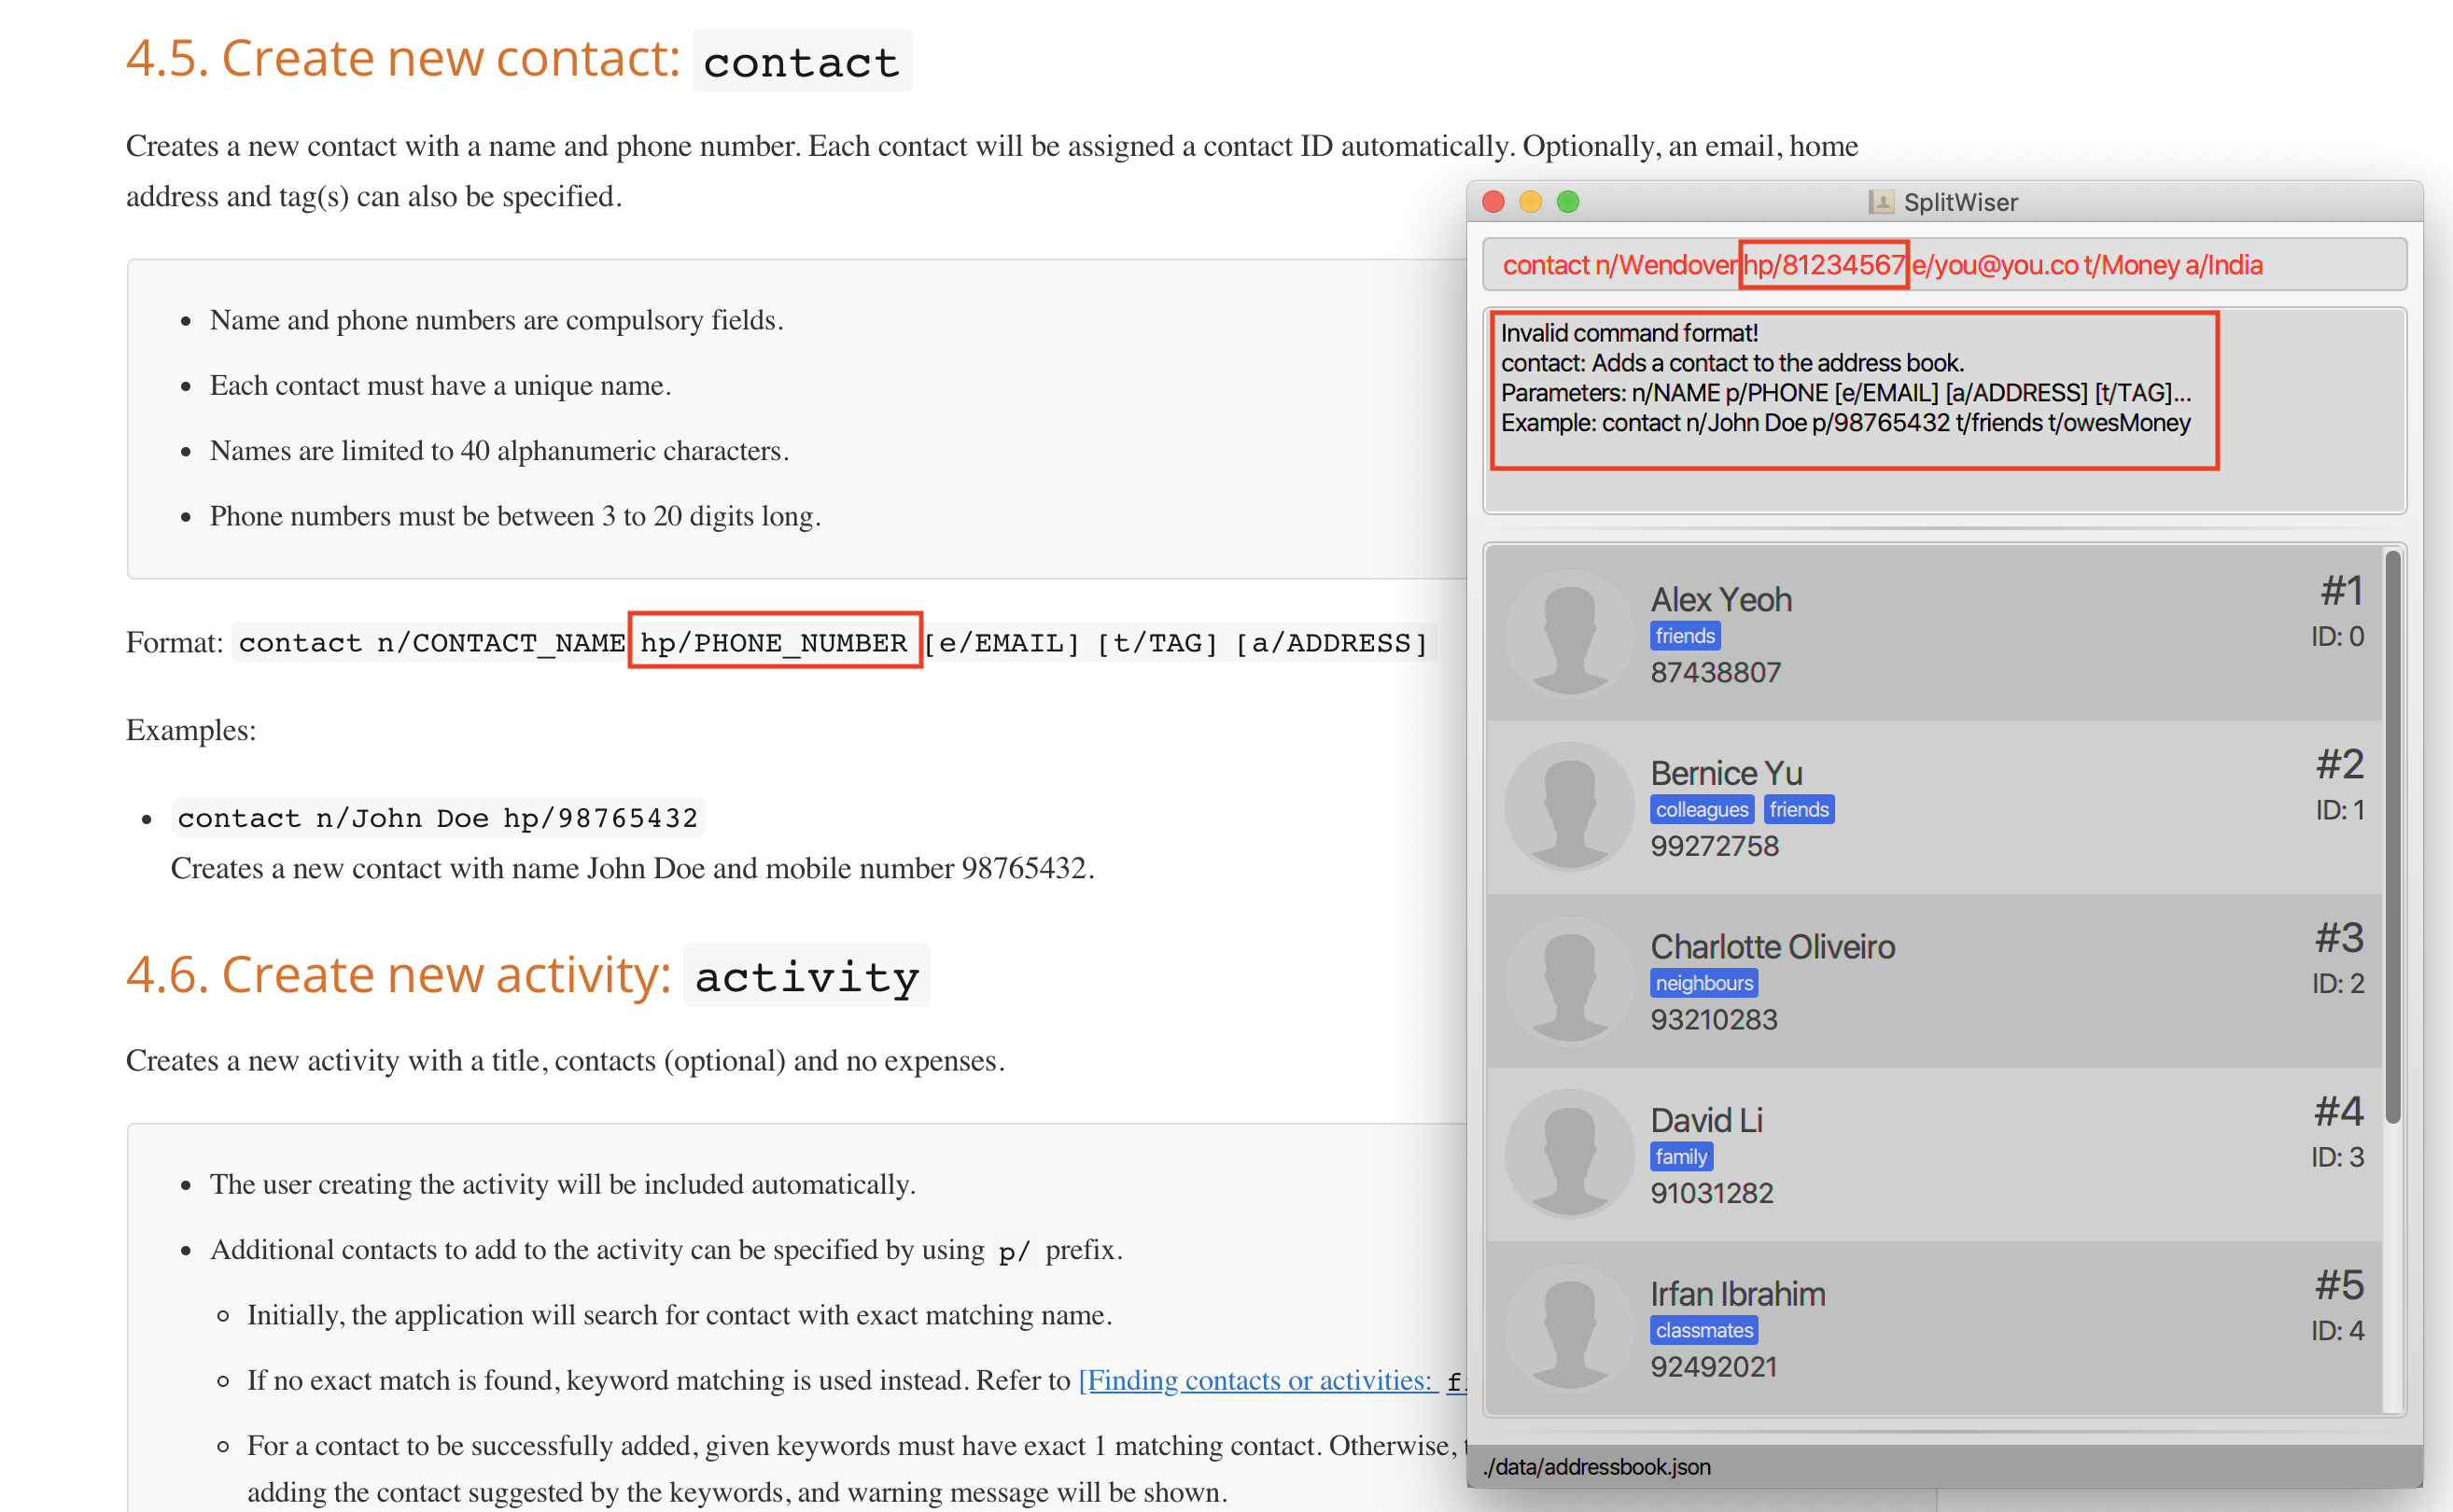 4.5. Create new contact: contact
Creates a new contact with a name and phone number. Each contact will be assigned a contact ID automatically. Optionally, an email, home
address and tag(s) can also be specified.
• Name and phone numbers are compulsory fields.
• Each contact must have a unique name.
• Names are limited to 40 alphanumeric characters.
• Phone numbers must be between 3 to 20 digits long.
Format: contact n/CONTACT_NAME hp/PHONE_NUMBER [e/EMAIL] [t/TAG] [a/ADDRESS]
Examples:
• contact n/John Doe hp/98765432
Creates a new contact with name John Doe and mobile number 98765432.
4.6. Create new activity: activity
Creates a new activity with a title, contacts (optional) and no expenses.
• The user creating the activity will be included automatically.
• Additional contacts to add to the activity can be specified by using p/ prefix.
◦ Initially, the application will search for contact with exact matching name.
◦ If no exact match is found, keyword matching is used instead. Refer to [Finding contacts or activities:
◦ For a contact to be successfully added, given keywords must have exact 1 matching contact. Otherwise,
adding the contact suggested by the keywords, and warning message will be shown.
SplitWiser
contact n/Wendover hp/81234567 e/you@you.co t/Money a/India
Invalid command format!
contact: Adds a contact to the address book.
Parameters: n/NAME p/PHONE [e/EMAIL] [a/ADDRESS] [t/TAG]...
Example: contact n/John Doe p/98765432 t/friends t/owesMoney
Alex Yeoh #1
friends ID: 0
87438807
Bernice Yu #2
colleagues friends ID: 1
99272758
Charlotte Oliveiro #3
neighbours ID: 2
93210283
David Li #4
family ID: 3
91031282
Irfan Ibrahim #5
classmates ID: 4
92492021
./data/addressbook.json